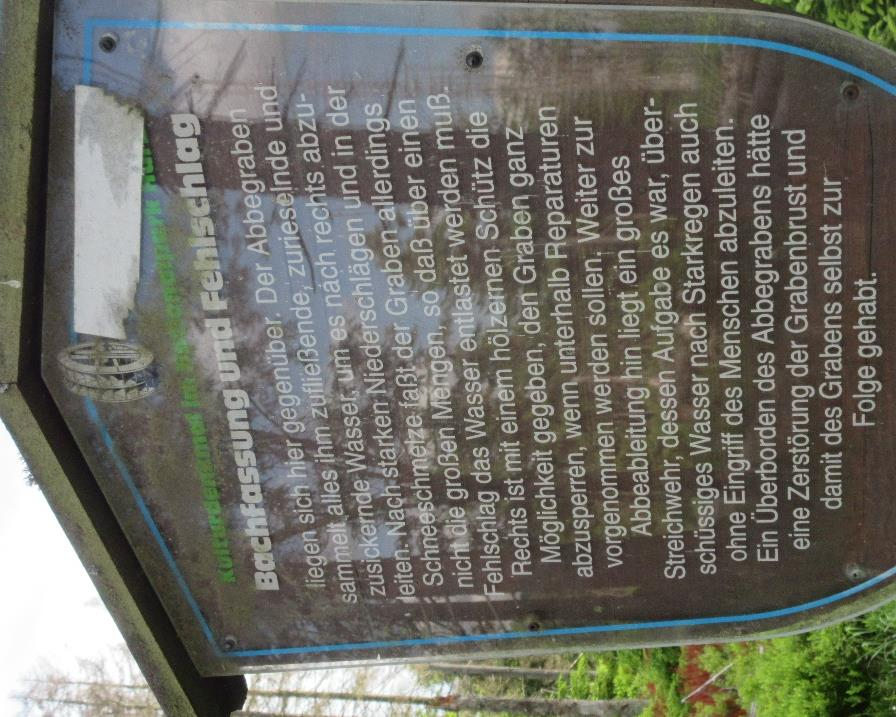 Kulturdenkmal im Nationalpark Harz
Bachfassung und Fehlschlag
liegen sich hier gegenüber. Der Abbegraben
sammelt alles ihm zufließende, zurieselnde und
zusickernde Wasser, um es nach rechts abzu-
leiten. Nach starken Niederschlägen und in der
Schneeschmelze faßt der Graben allerdings
nicht die großen Mengen, so daß über einen
Fehlschlag das Wasser entlastet werden muß.
Rechts ist mit einem hölzernen Schütz die
Möglichkeit gegeben, den Graben ganz
abzusperren, wenn unterhalb Reparaturen
vorgenommen werden sollen. Weiter zur
Abbeableitung hin liegt ein großes
Streichwehr, dessen Aufgabe es war, über-
schüssiges Wasser nach Starkregen auch
ohne Eingriff des Menschen abzuleiten.
Ein Überborden des Abbegrabens hätte
eine Zerstörung der Grabenbrust und
damit des Grabens selbst zur
Folge gehabt.